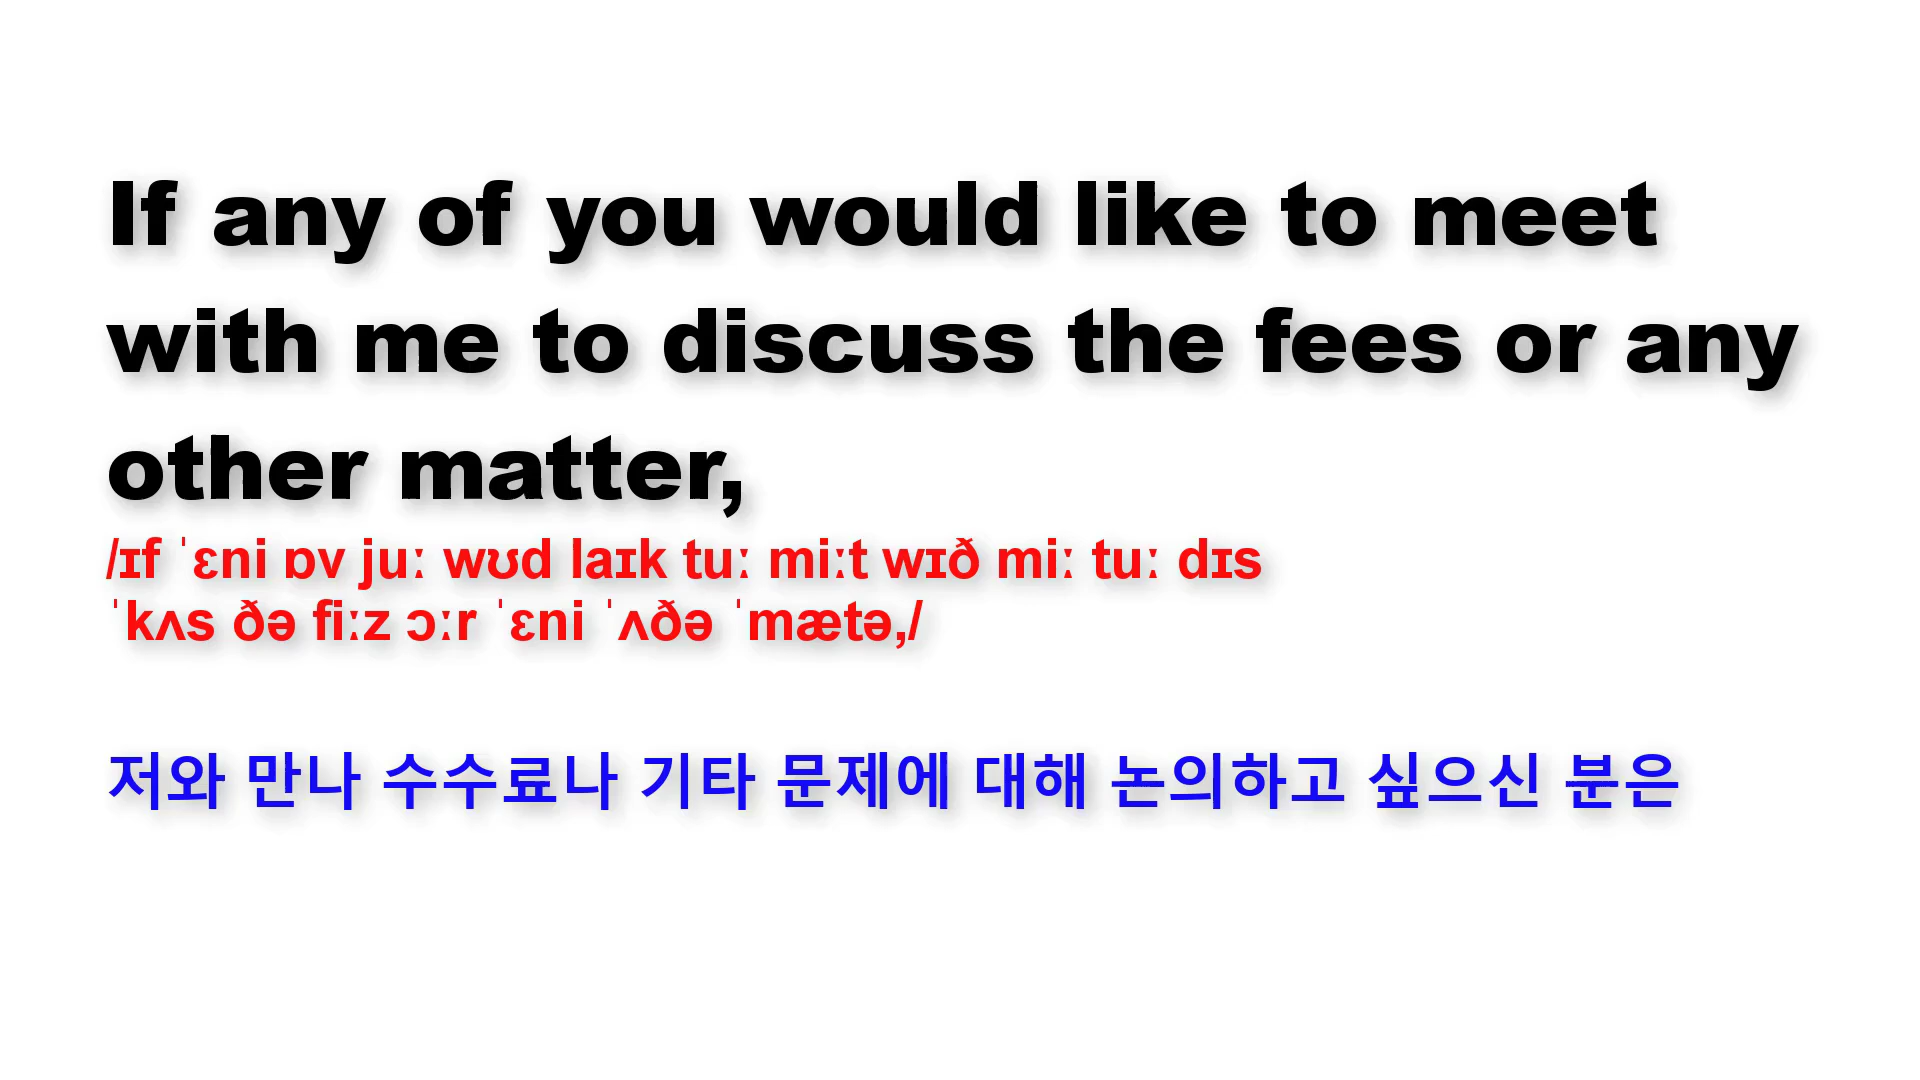 If any of you would like to meet
with me to discuss the fees or any
other matter,
/ɪf ˈɛni ɒv juː wʊd laɪk tuː miːt wɪð miː tuː dɪs
ˈkʌs ðə fiːz ɔːr ˈɛni ˈʌðə ˈmætə,/
저와 만나 수수료나 기타 문제에 대해 논의하고 싶으신 분은